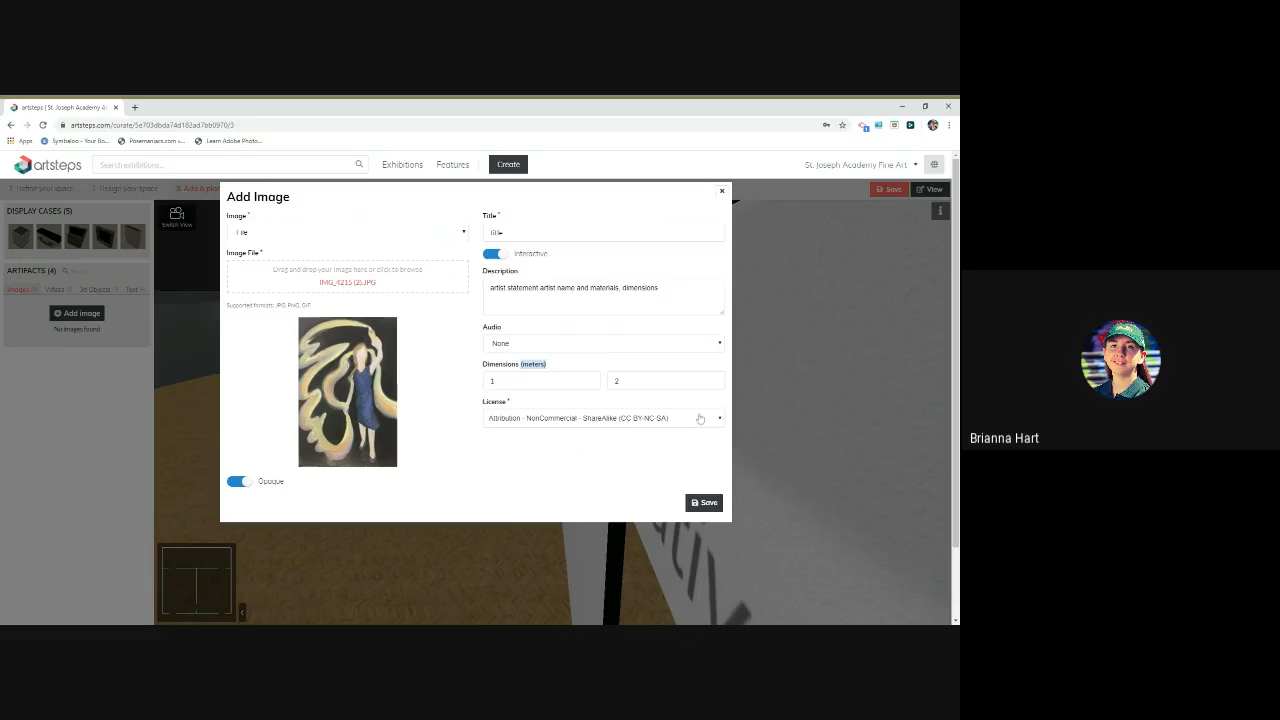 artsteps | St. Joseph Academy A
artsteps.com/curate/5e703dbda74d182ad7bb0970/3
Apps
Symbaloo - Your Bo...
Posemaniacs.com »...
Learn Adobe Photo...
artsteps
Search exhibitions...
Exhibitions
Features
Create
St. Joseph Academy Fine Art
1. Define your space
2. Design your space
3. Add & pla
Save
View
DISPLAY CASES (5)
Switch View
ARTIFACTS (4)
Search
Videos
3d Objects
Text
Add image
No images found
Add Image
Image *
File
Image File *
Drag and drop your image here or click to browse
IMG_4215 (2).JPG
Supported formats: JPG, PNG, GIF
Opaque
Title *
Title
Interactive
Description
artist statement artist name and materials, dimensions.
Audio
None
Dimensions (meters)
1
2
License *
Attribution - NonCommercial - ShareAlike (CC BY-NC-SA)
Save
Brianna Hart